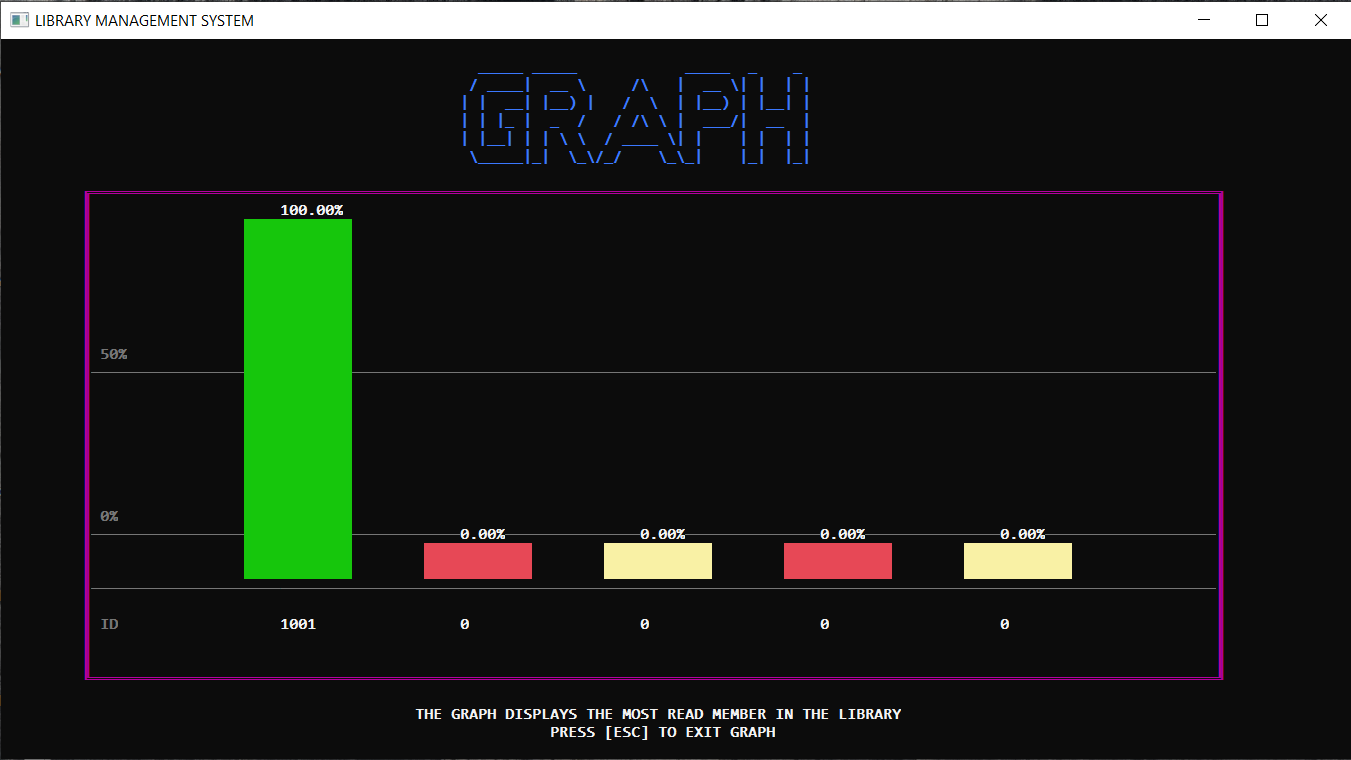 LIBRARY MANAGEMENT SYSTEM
GRAPH
100.00%
50%
0%
0.00% 0.00% 0.00% 0.00%
ID 1001 0 0 0 0
THE GRAPH DISPLAYS THE MOST READ MEMBER IN THE LIBRARY
PRESS [ESC] TO EXIT GRAPH